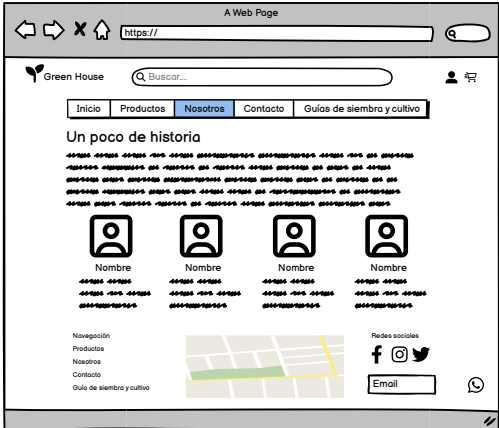 A Web Page
https://
Green House
Buscar...
Inicio Productos Nosotros Contacto Guías de siembra y cultivo
Un poco de historia
Nombre Nombre Nombre Nombre
Navegación
Productos
Nosotros
Contacto
Guía de siembra y cultivo
Redes sociales
Email